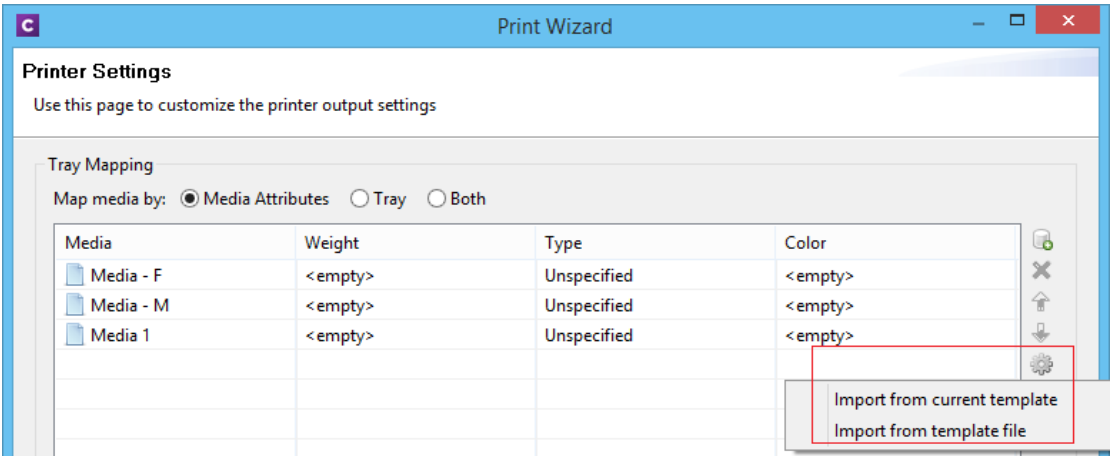 C
Print Wizard
Printer Settings
Use this page to customize the printer output settings
Tray Mapping
Map media by: Media Attributes Tray Both
Media Weight Type Color
Media - F <empty> Unspecified <empty>
Media - M <empty> Unspecified <empty>
Media 1 <empty> Unspecified <empty>
Import from current template
Import from template file